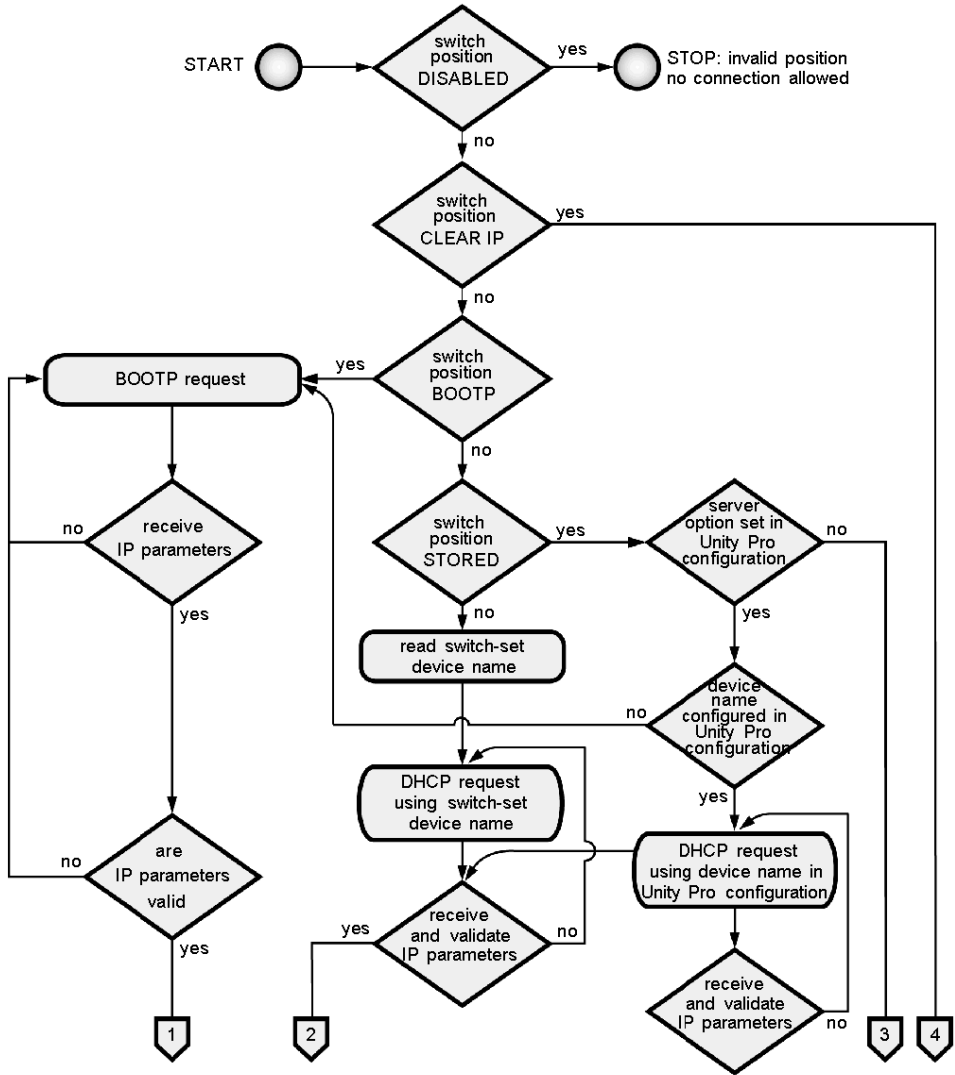 START
switch
position
DISABLED
yes
STOP: invalid position
no connection allowed
no
switch
position
CLEAR IP
yes
no
switch
position
BOOTP
yes
BOOTP request
no
receive
IP parameters
no
yes
switch
position
STORED
yes
no
server
option set in
Unity Pro
configuration
no
yes
read switch-set
device name
device
name
configured in
Unity Pro
configuration
no
yes
DHCP request
using switch-set
device name
DHCP request
using device name in
Unity Pro configuration
are
IP parameters
valid
no
yes
receive
and validate
IP parameters
yes
no
receive
and validate
IP parameters
no
1
2
3
4